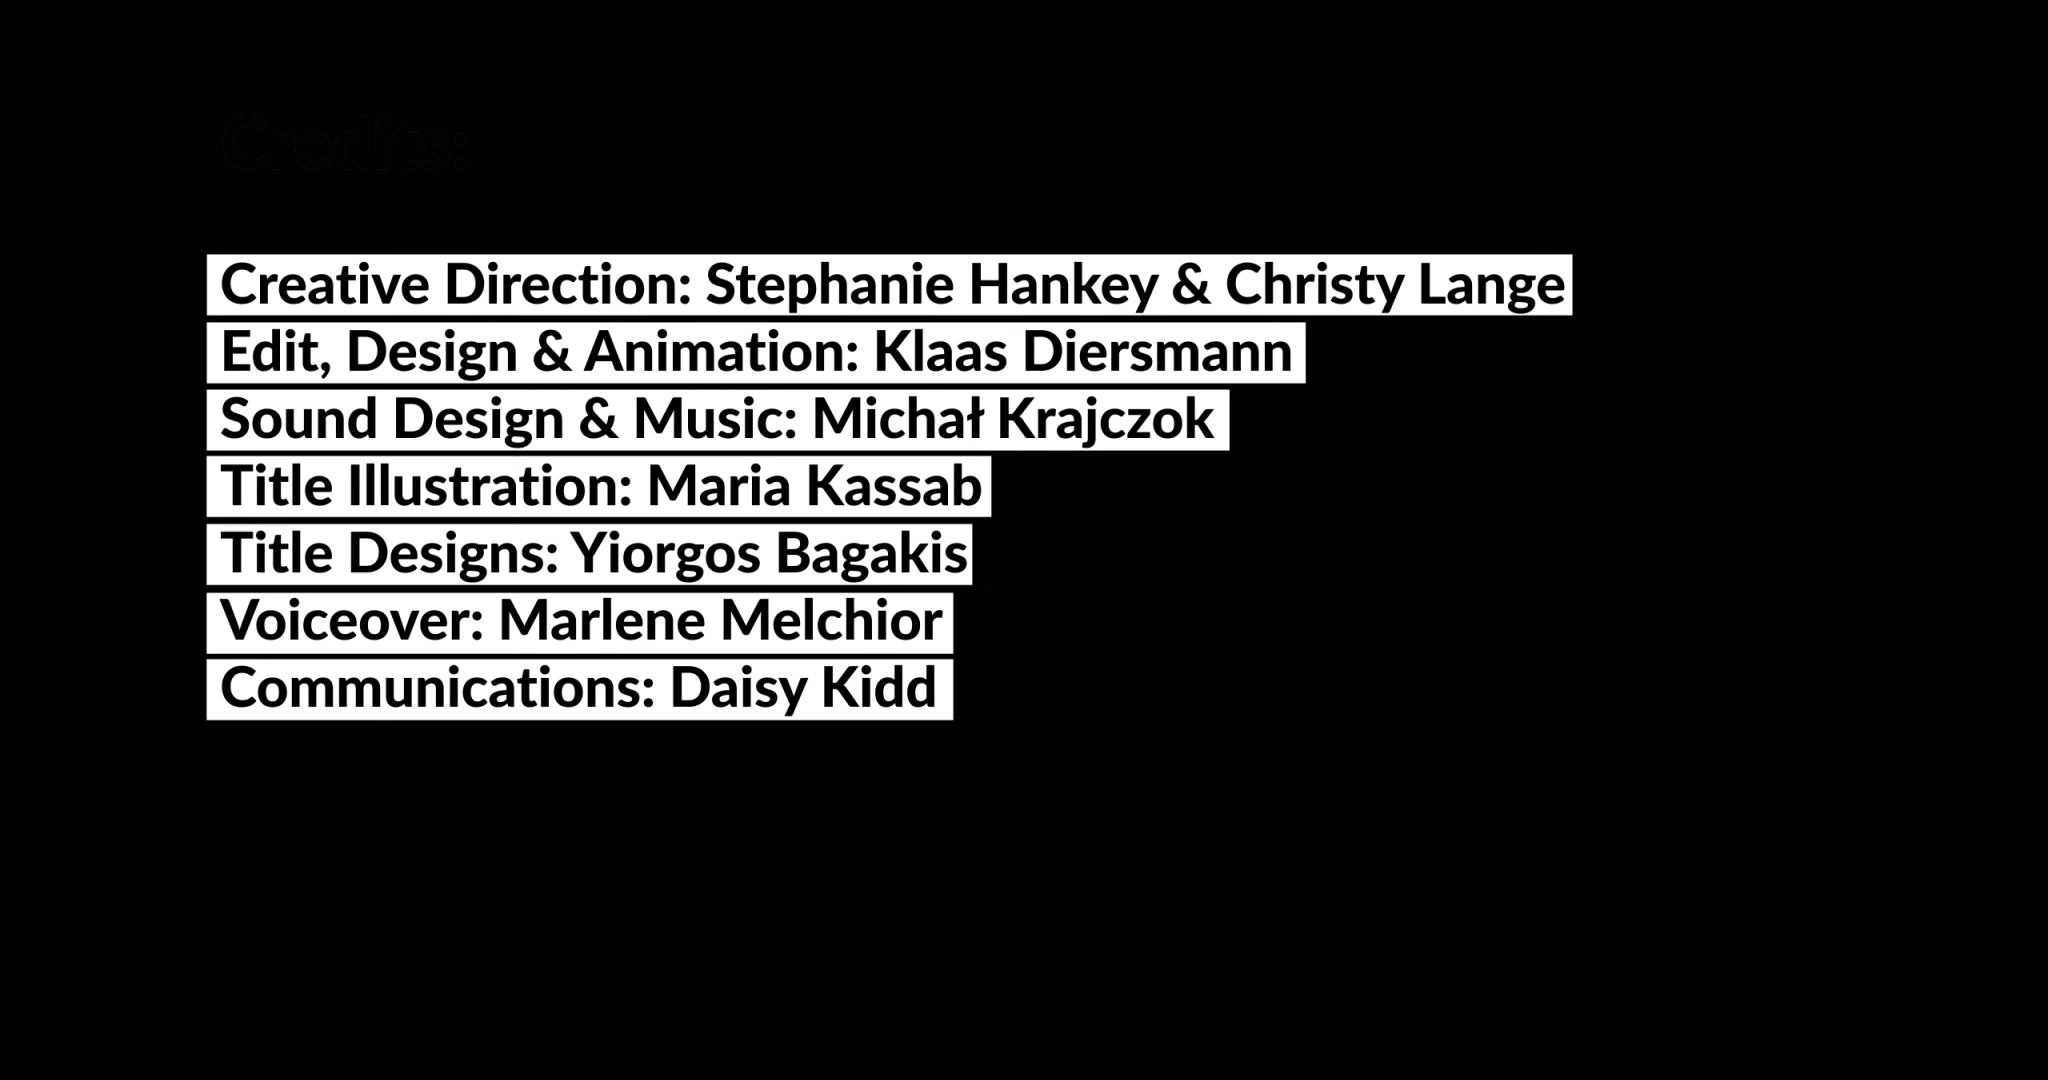 Credits:
Creative Direction: Stephanie Hankey & Christy Lange
Edit, Design & Animation: Klaas Diersmann
Sound Design & Music: Michał Krajczok
Title Illustration: Maria Kassab
Title Designs: Yiorgos Bagakis
Voiceover: Marlene Melchior
Communications: Daisy Kidd